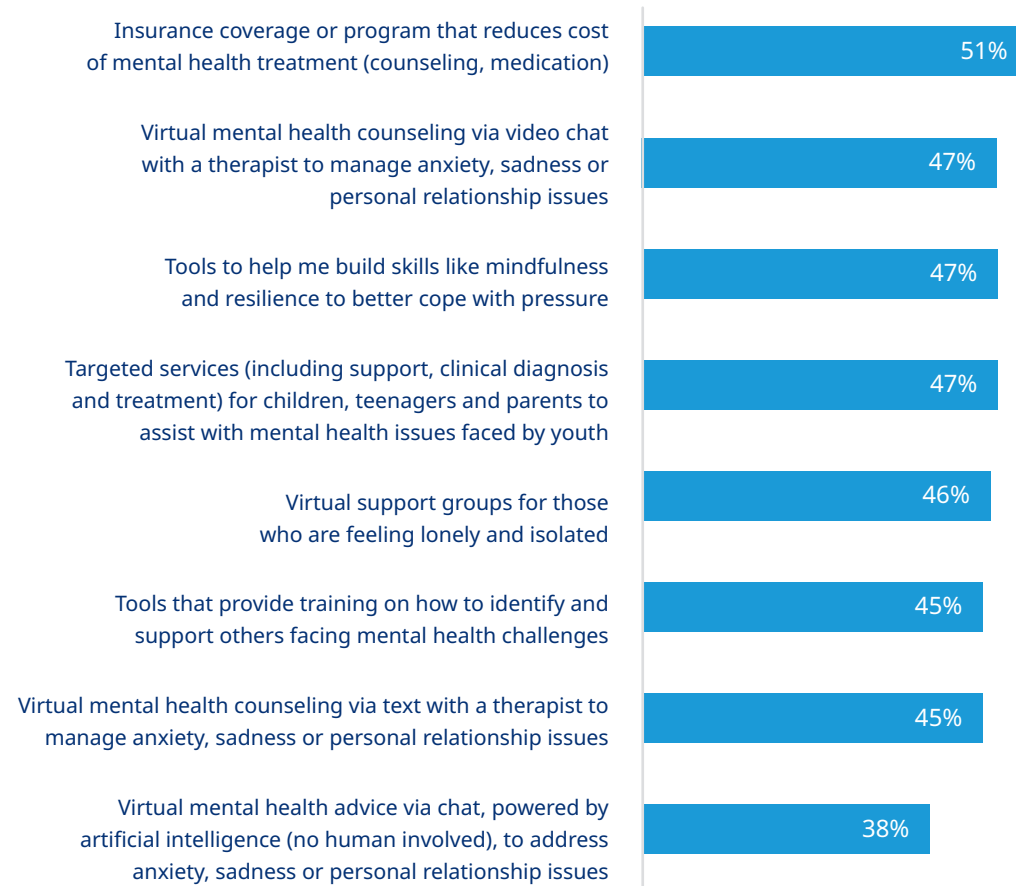 Insurance coverage or program that reduces cost
of mental health treatment (counseling, medication)
51%
Virtual mental health counseling via video chat
with a therapist to manage anxiety, sadness or
personal relationship issues
47%
Tools to help me build skills like mindfulness
and resilience to better cope with pressure
47%
Targeted services (including support, clinical diagnosis
and treatment) for children, teenagers and parents to
assist with mental health issues faced by youth
47%
Virtual support groups for those
who are feeling lonely and isolated
46%
Tools that provide training on how to identify and
support others facing mental health challenges
45%
Virtual mental health counseling via text with a therapist to
manage anxiety, sadness or personal relationship issues
45%
Virtual mental health advice via chat, powered by
artificial intelligence (no human involved), to address
anxiety, sadness or personal relationship issues
38%